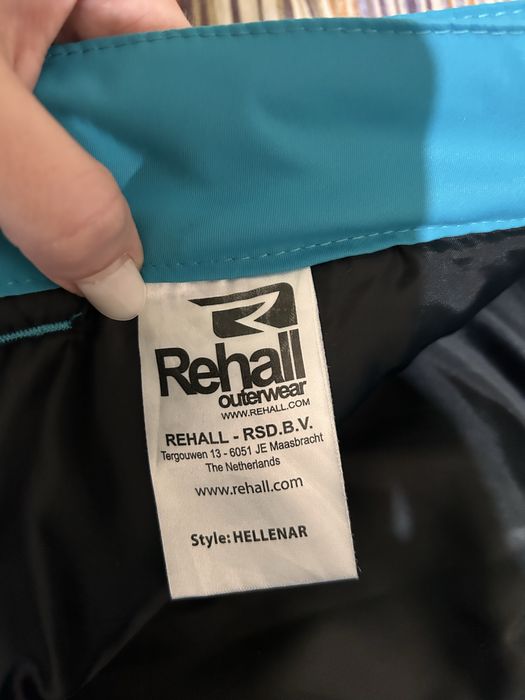 Rehall
outerwear
WWW.REHALL.COM
REHALL - RSD.B.V.
Tergouwen 13 - 6051 JE Maasbracht
The Netherlands
www.rehall.com
Style: HELLENAR